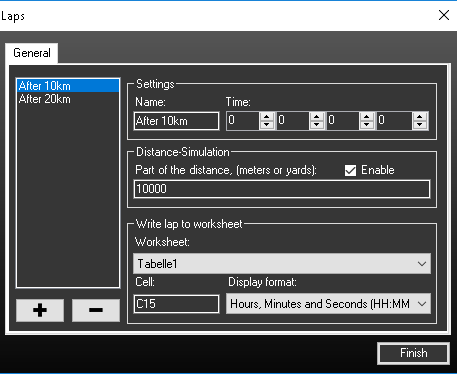 Laps
General
After 10km
After 20km
Settings
Name: Time:
After 10km 0 0 0 0
Distance-Simulation
Part of the distance, (meters or yards): Enable
10000
Write lap to worksheet
Worksheet:
Tabelle1
Cell: Display format:
C15 Hours, Minutes and Seconds (HH:MM
Finish